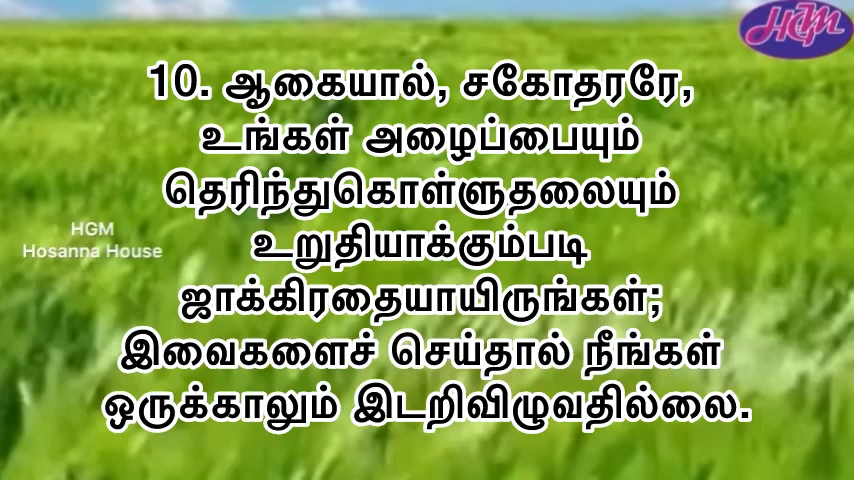 HGM
10. ஆகையால், சகோதரரே,
உங்கள் அழைப்பையும்
தெரிந்துகொள்ளுதலையும்
உறுதியாக்கும்படி
ஜாக்கிரதையாயிருங்கள்;
இவைகளைச் செய்தால் நீங்கள்
ஒருக்காலும் இடறிவிழுவதில்லை.
HGM
Hosanna House